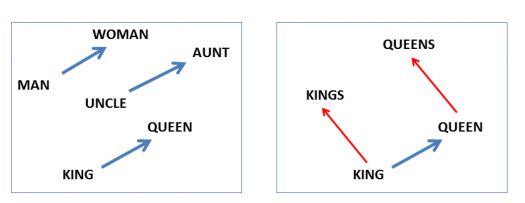 WOMAN
AUNT
MAN
UNCLE
QUEEN
KING
QUEENS
KINGS
QUEEN
KING